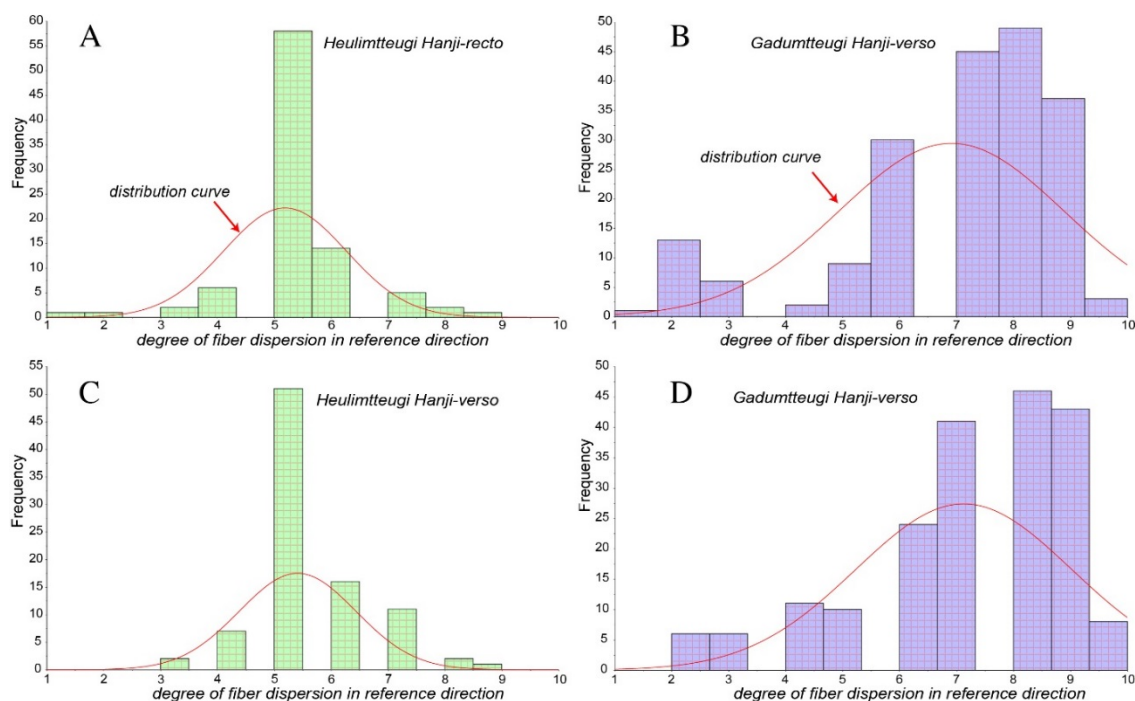 A
Heulimtteugi Hanji-recto
distribution curve
Frequency
60
55
50
45
40
35
30
25
20
15
10
5
0
1 2 3 4 5 6 7 8 9 10
degree of fiber dispersion in reference direction
B
Gadumtteugi Hanji-verso
distribution curve
Frequency
50
45
40
35
30
25
20
15
10
5
0
1 2 3 4 5 6 7 8 9 10
degree of fiber dispersion in reference direction
C
Heulimtteugi Hanji-verso
Frequency
55
50
45
40
35
30
25
20
15
10
5
0
1 2 3 4 5 6 7 8 9 10
degree of fiber dispersion in reference direction
D
Gadumtteugi Hanji-verso
Frequency
50
45
40
35
30
25
20
15
10
5
0
1 2 3 4 5 6 7 8 9 10
degree of fiber dispersion in reference direction